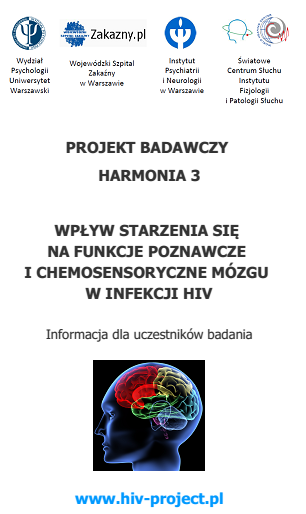 Zakazny.pl
Wydział
Psychologii
Uniwersytet
Warszawski
Wojewódzki Szpital
Zakaźny
w Warszawie
Instytut
Psychiatrii
i Neurologii
w Warszawie
Światowe
Centrum Słuchu
Instytutu
Fizjologii
i Patologii Słuchu
PROJEKT BADAWCZY
HARMONIA 3
WPŁYW STARZENIA SIĘ
NA FUNKCJE POZNAWCZE
I CHEMOSENSORYCZNE MÓZGU
W INFEKCJI HIV
Informacja dla uczestników badania
www.hiv-project.pl